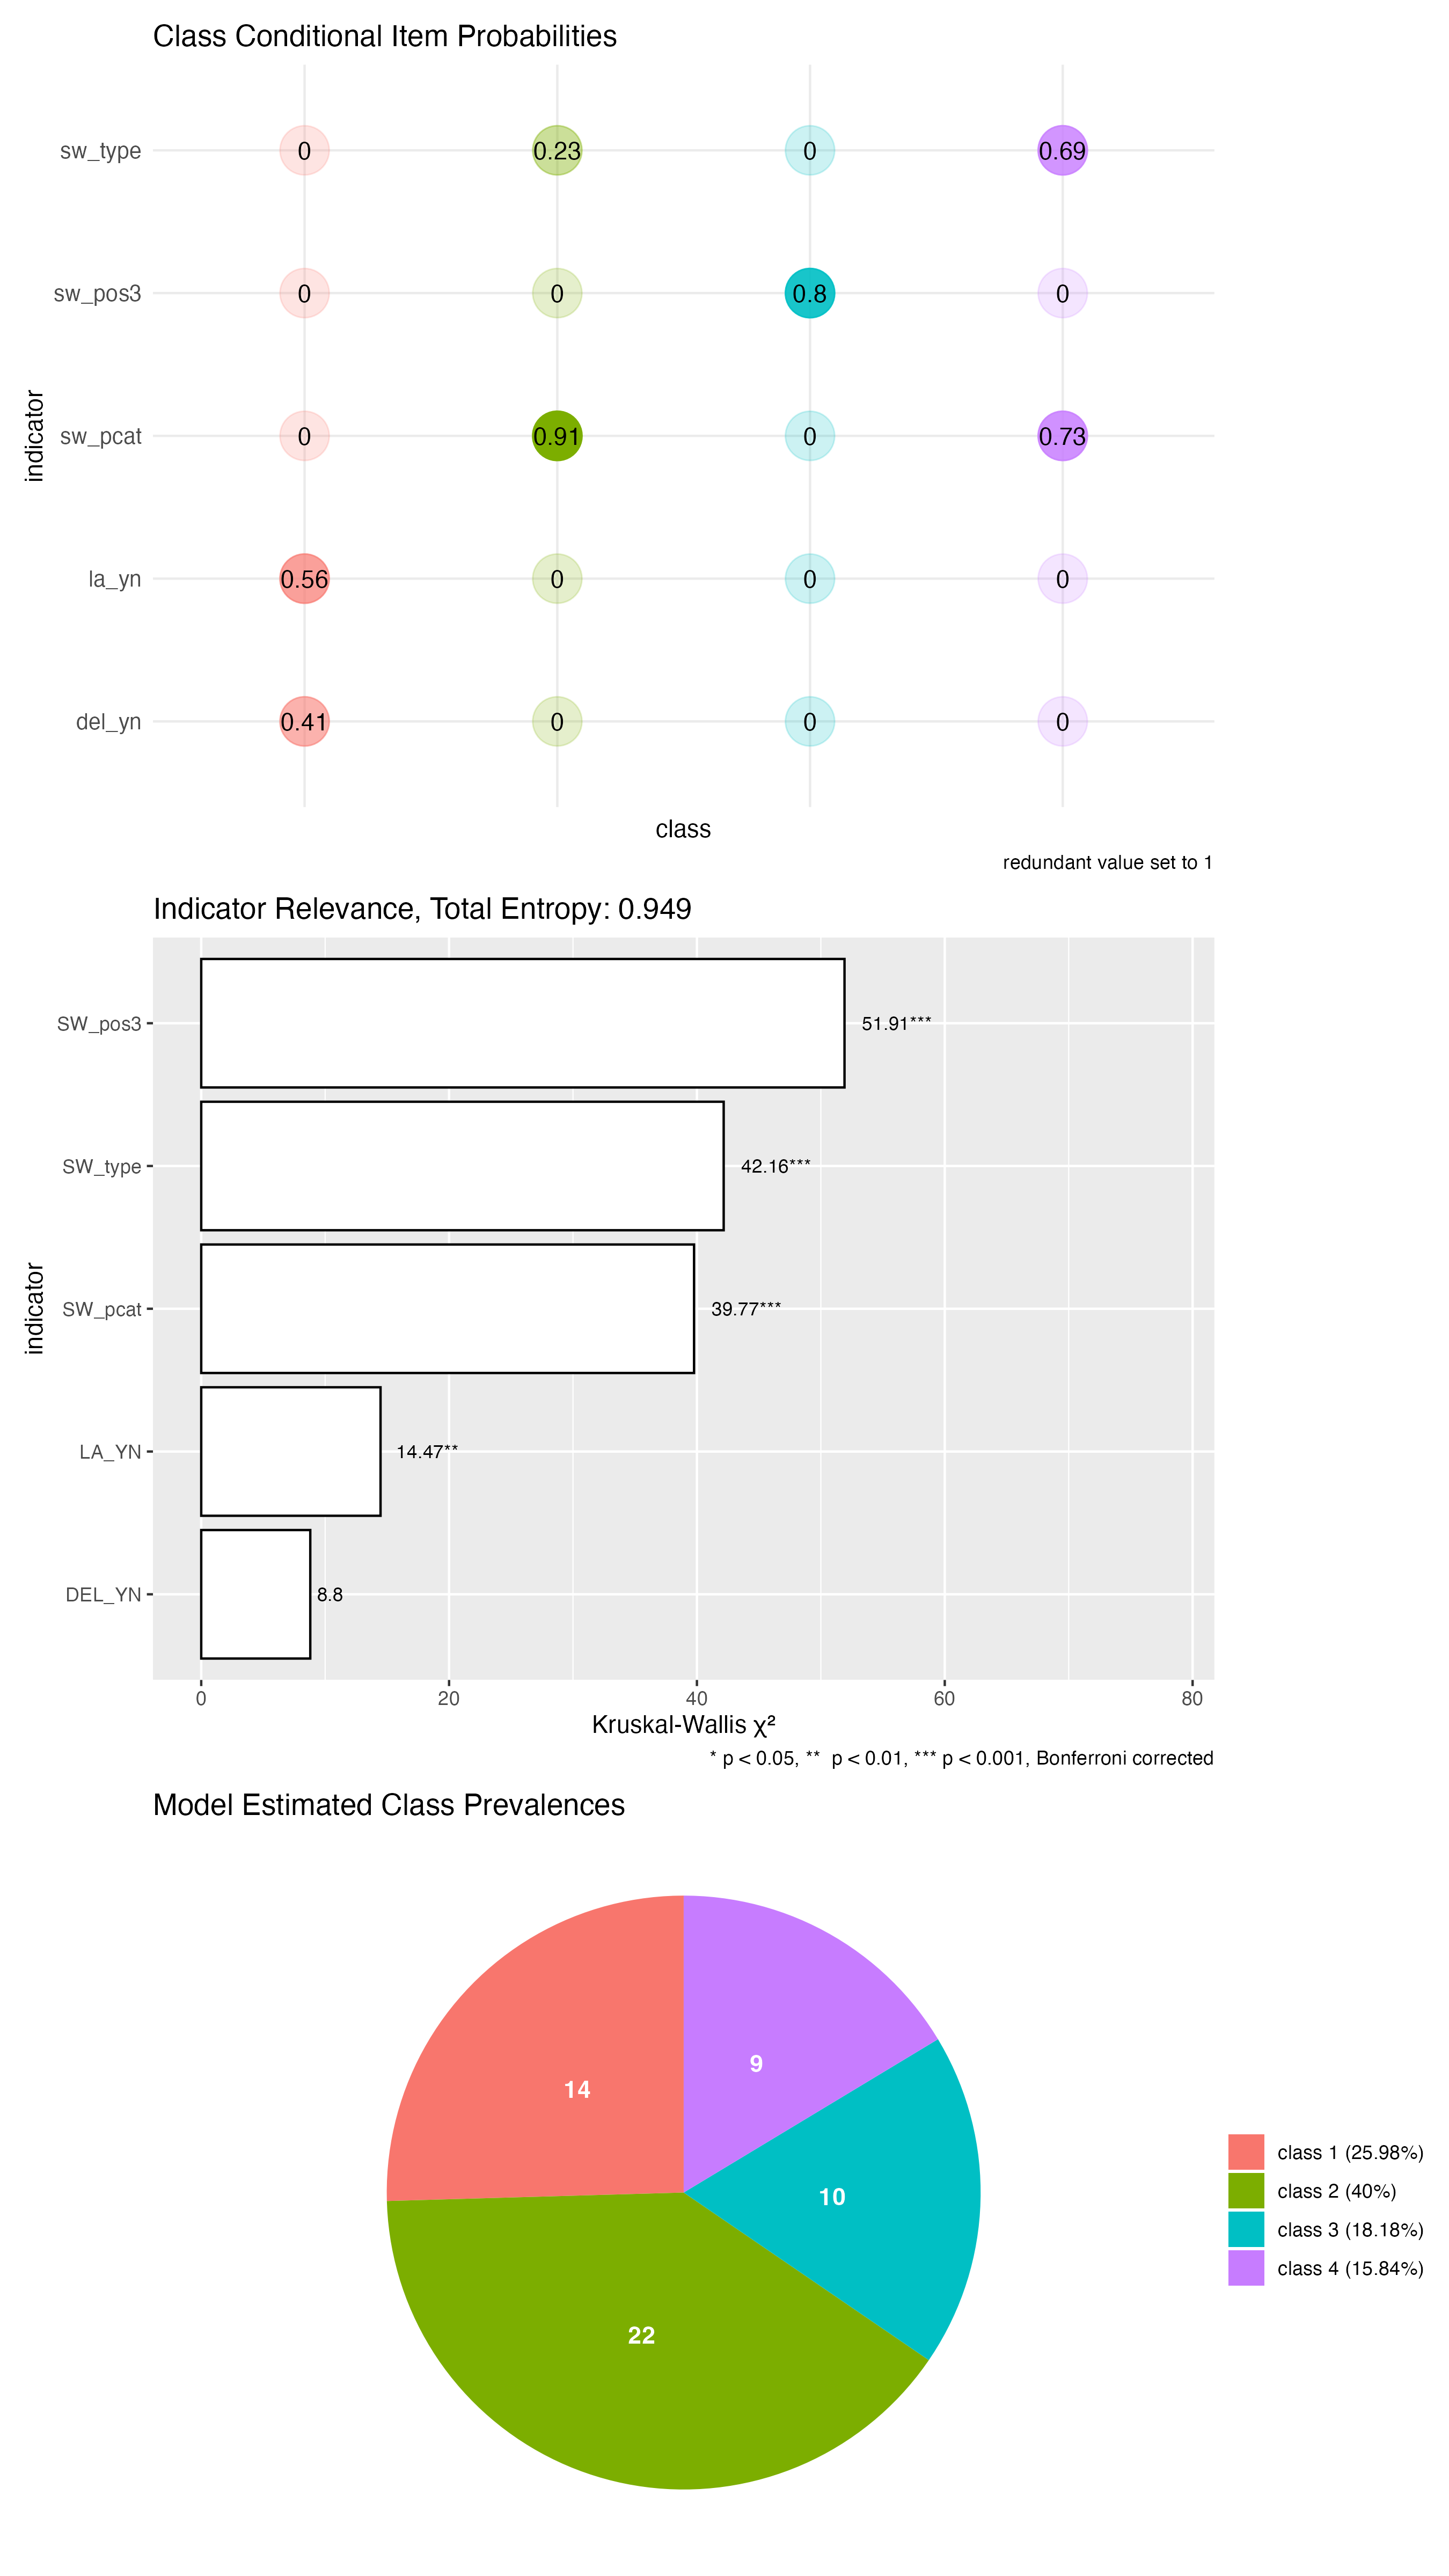 Class Conditional Item Probabilities
indicator
sw_type
0
0.23
0
0.69
sw_pos3
0
0
0.8
0
sw_pcat
0
0.91
0
0.73
la_yn
0.56
0
0
0
del_yn
0.41
0
0
0
class
redundant value set to 1
Indicator Relevance, Total Entropy: 0.949
indicator
SW_pos3
51.91***
SW_type
42.16***
SW_pcat
39.77***
LA_YN
14.47**
DEL_YN
8.8
0
20
40
60
80
Kruskal-Wallis χ²
* p < 0.05, ** p < 0.01, *** p < 0.001, Bonferroni corrected
Model Estimated Class Prevalences
9
14
10
22
class 1 (25.98%)
class 2 (40%)
class 3 (18.18%)
class 4 (15.84%)